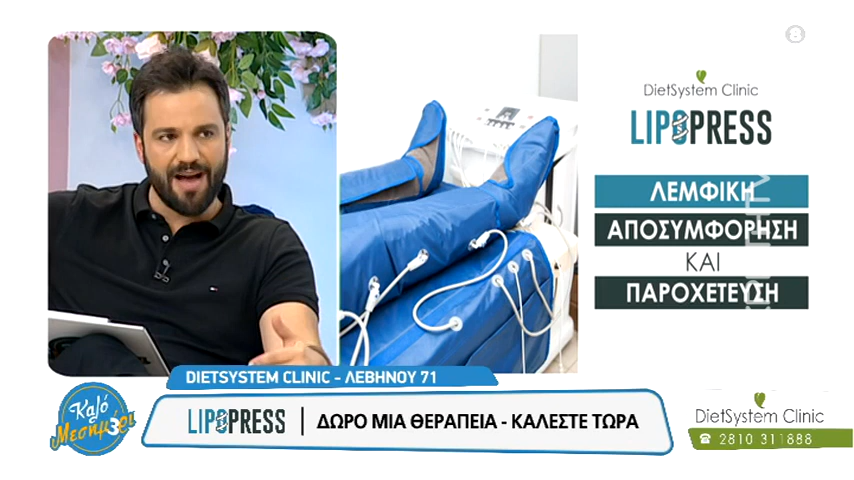 DietSystem Clinic
LIPOPRESS
ΛΕΜΦΙΚΗ
ΑΠΟΣΥΜΦΟΡΗΣΗ
ΚΑΙ
ΠΑΡΟΧΕΤΕΥΣΗ
DIETSYSTEM CLINIC - ΛΕΒΗΝΟΥ 71
Καλό
Μεσημέρι
LIPOPRESS | ΔΩΡΟ ΜΙΑ ΘΕΡΑΠΕΙΑ - ΚΑΛΕΣΤΕ ΤΩΡΑ
DietSystem Clinic
2810 311888